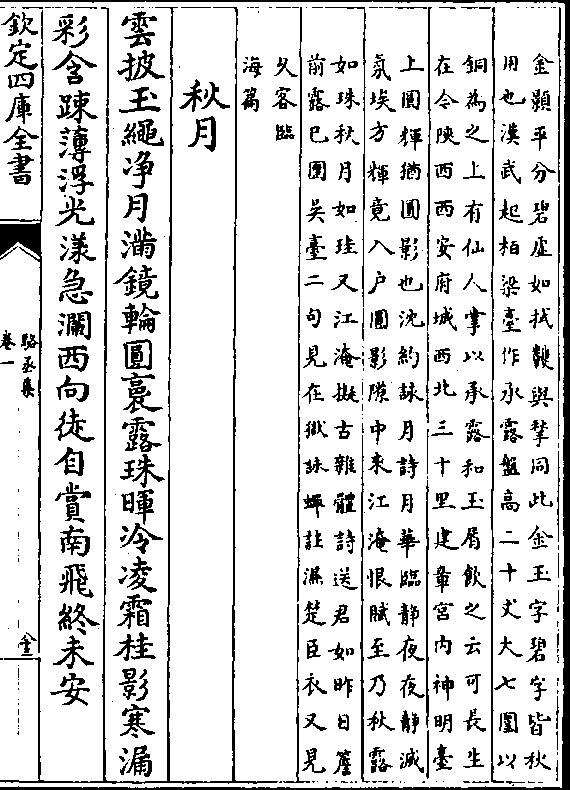 金顥平分碧虛如拭鞶與擎同此金玉字碧字皆秋
用也漢武起栢梁臺作承露盤高二十丈大七圍以
銅為之上有仙人掌以承露和玉屑飲之云可長生
在今陜西西安府城西北三十里建章宮內神明臺
上圓輝猶圓影也沈約詠月詩月華臨靜夜夜靜滅
氛埃方輝竟入户圓影隙中來江淹恨賦至乃秋露
如珠秋月如珪又江淹擬古雜體詩送君如昨日簷
前露已團吳臺二句見在獄詠蟬註濕楚臣衣又見
久客臨
海篇
秋月
雲披玉繩淨月滿鏡輪圓裛露珠暉冷凌霜桂影寒漏
彩含踈薄浮光漾急瀾西向徒自賞南飛終未安
欽定四庫全書
駱丞集
卷一